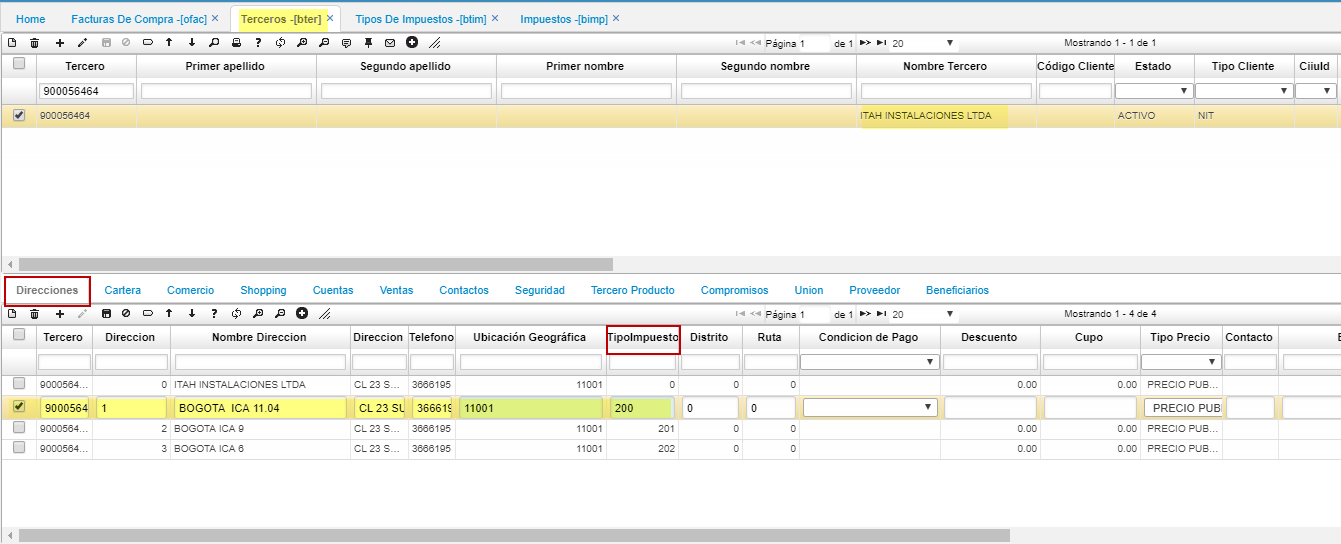 Home Facturas De Compra -[ofac] × Terceros -[bter] × Tipos De Impuestos -[btim] × Impuestos -[bimp] ×
Página 1 de 1 20 Mostrando 1 - 1 de 1
Tercero Primer apellido Segundo apellido Primer nombre Segundo nombre Nombre Tercero Código Cliente Estado Tipo Cliente CiiuId
900056464
900056464 ITAH INSTALACIONES LTDA ACTIVO NIT
Direcciones Cartera Comercio Shopping Cuentas Ventas Contactos Seguridad Tercero Producto Compromisos Union Proveedor Beneficiarios
Página 1 de 1 20 Mostrando 1 - 4 de 4
Tercero Direccion Nombre Direccion Direccion Telefono Ubicación Geográfica TipoImpuesto Distrito Ruta Condicion de Pago Descuento Cupo Tipo Precio Contacto
9000564... 0 ITAH INSTALACIONES LTDA CL 23 S... 3666195 11001 0 0 0 0.00 0.00 PRECIO PUB...
9000564 1 BOGOTA ICA 11.04 CL 23 SU 3666195 11001 200 0 0 PRECIO PUB
9000564... 2 BOGOTA ICA 9 CL 23 S... 3666195 11001 201 0 0 0.00 0.00 PRECIO PUB...
9000564... 3 BOGOTA ICA 6 CL 23 S... 3666195 11001 202 0 0 0.00 0.00 PRECIO PUB...